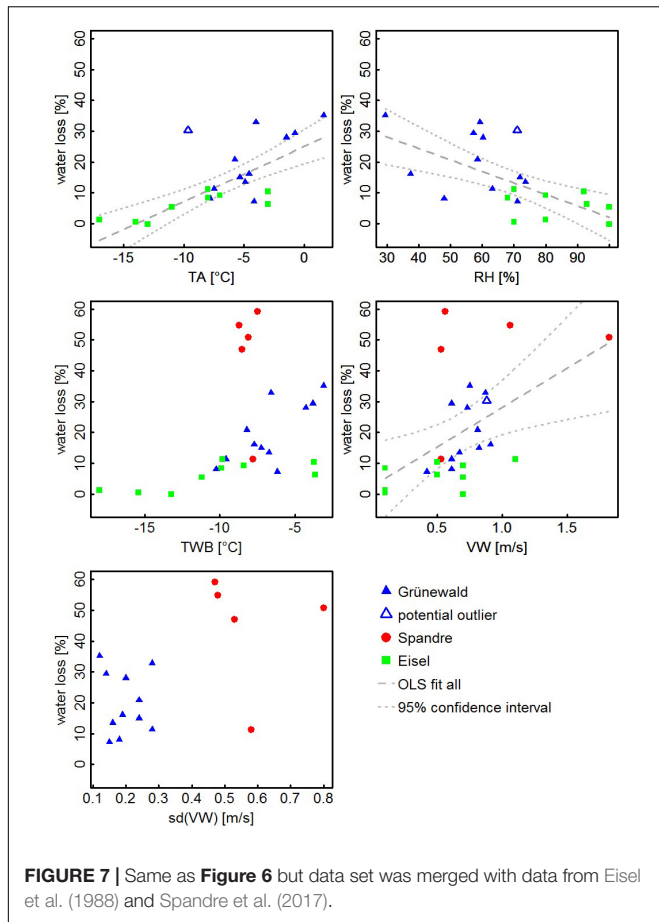 water loss [%]
0 10 20 30 40 50 60
-15 -10 -5 0
TA [°C]
water loss [%]
0 10 20 30 40 50 60
30 40 50 60 70 80 90
RH [%]
water loss [%]
0 10 20 30 40 50 60
-15 -10 -5
TWB [°C]
water loss [%]
0 10 20 30 40 50 60
0.5 1.0 1.5
VW [m/s]
water loss [%]
0 10 20 30 40 50 60
0.1 0.2 0.3 0.4 0.5 0.6 0.7 0.8
sd(VW) [m/s]
Grünewald
potential outlier
Spandre
Eisel
OLS fit all
95% confidence interval
FIGURE 7 | Same as Figure 6 but data set was merged with data from Eisel
et al. (1988) and Spandre et al. (2017).